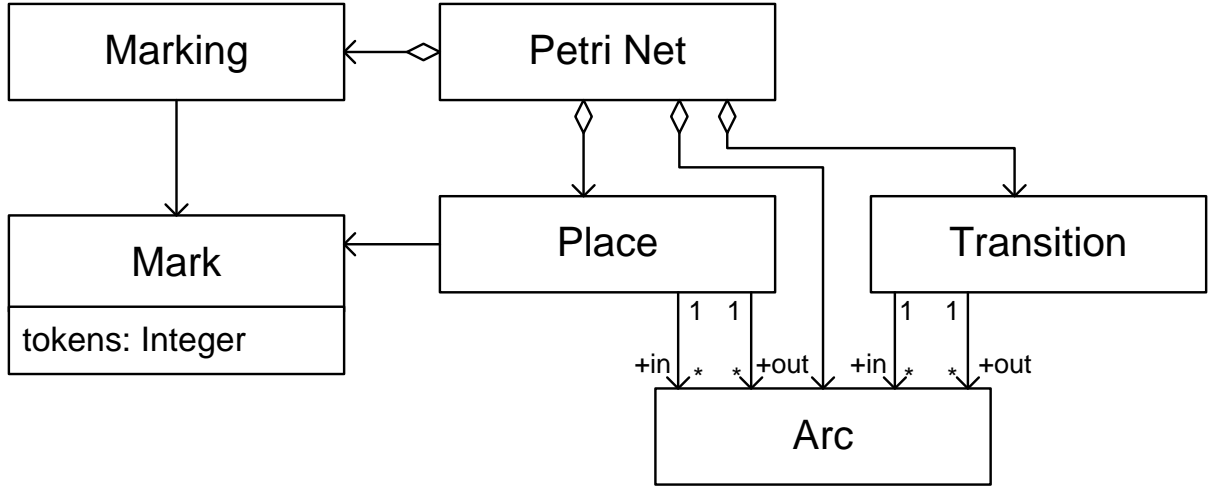 Marking
Petri Net
Mark
tokens: Integer
Place
Transition
1 1
1 1
+in * * +out
+in * * +out
Arc